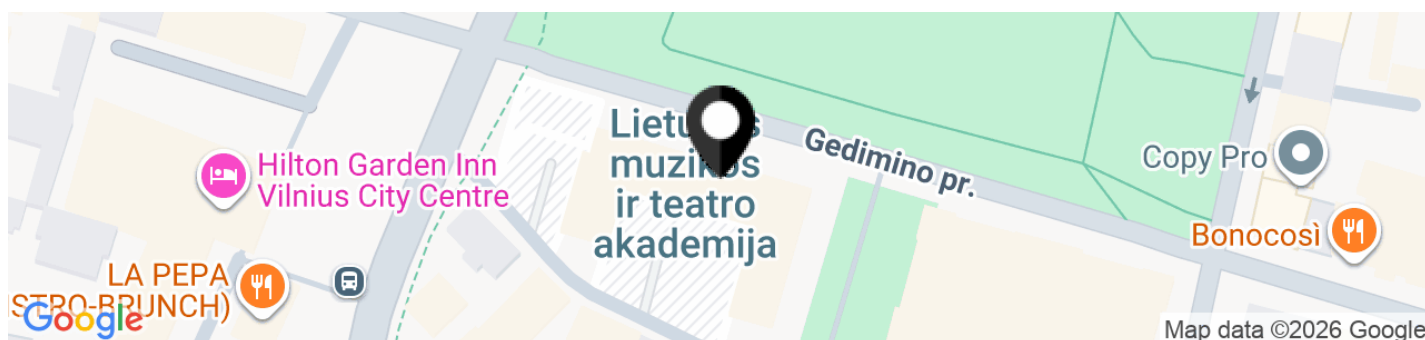 Lietuvos
muzikos
ir teatro
akademija
Gedimino pr.
Copy Pro
Hilton Garden Inn
Vilnius City Centre
Bonocosì
LA PEPA
STRO-BRUNCH)
Google
Map data ©2026 Google